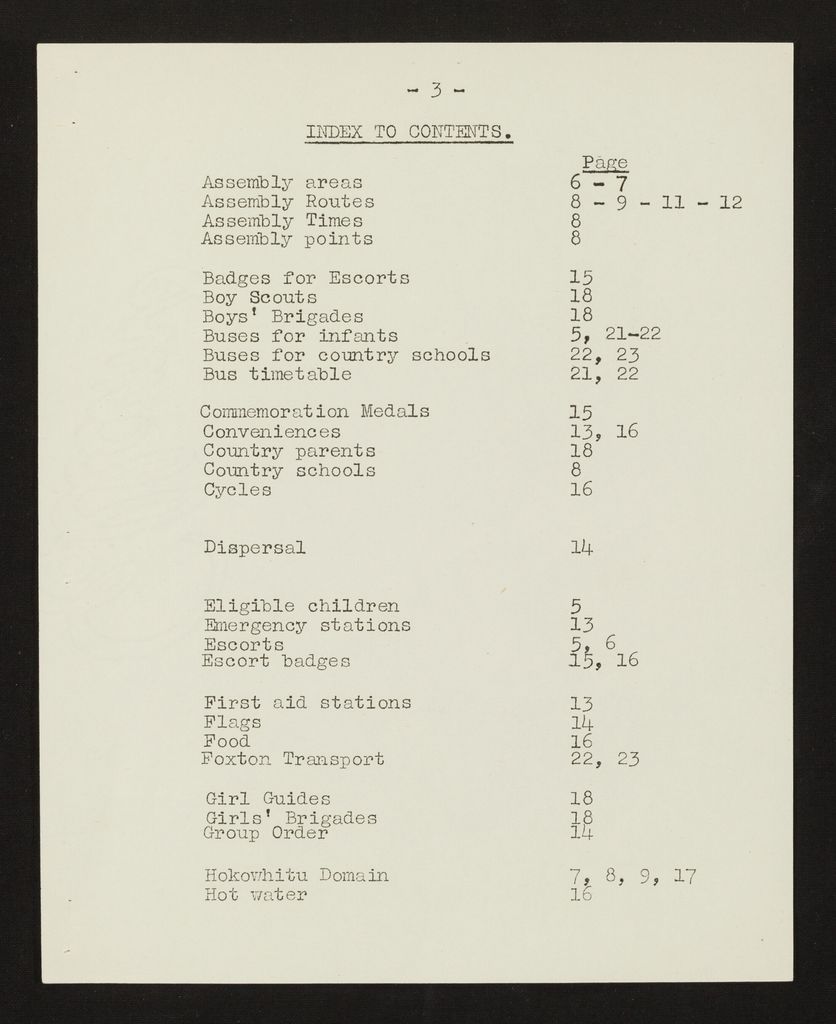 - 3 -
INDEX TO CONTENTS.
Page
Assembly areas 6 - 7
Assembly Routes 8 - 9 - 11 - 12
Assembly Times 8
Assembly points 8
Badges for Escorts 15
Boy Scouts 18
Boys' Brigades 18
Buses for infants 5, 21-22
Buses for country schools 22, 23
Bus timetable 21, 22
Commemoration Medals 15
Conveniences 13, 16
Country parents 18
Country schools 8
Cycles 16
Dispersal 14
Eligible children 5
Emergency stations 13
Escorts 5, 6
Escort badges 15, 16
First aid stations 13
Flags 14
Food 16
Foxton Transport 22, 23
Girl Guides 18
Girls' Brigades 18
Group Order 14
Hokowhitu Domain 7, 8, 9, 17
Hot water 16